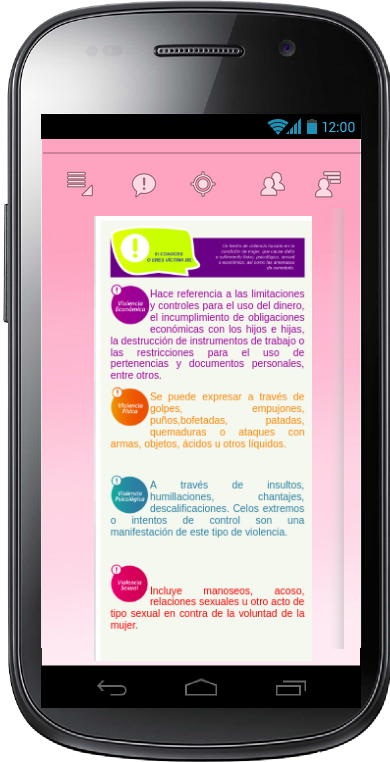 12:00
SI CONOCES
O ERES VÍCTIMA DE:
Un hecho de violencia basado en la
condición de mujer, que cause daño
o sufrimiento físico, psicológico, sexual
o económico, así como las amenazas
de cometerlo.
Violencia
Económica
Hace referencia a las limitaciones
y controles para el uso del dinero,
el incumplimiento de obligaciones
económicas con los hijos e hijas,
la destrucción de instrumentos de trabajo o
las restricciones para el uso de
pertenencias y documentos personales,
entre otros.
Violencia
Física
Se puede expresar a través de
golpes, empujones,
puños,bofetadas, patadas,
quemaduras o ataques con
armas, objetos, ácidos u otros líquidos.
Violencia
Psicológica
A través de insultos,
humillaciones, chantajes,
descalificaciones. Celos extremos
o intentos de control son una
manifestación de este tipo de violencia.
Violencia
Sexual
Incluye manoseos, acoso,
relaciones sexuales u otro acto de
tipo sexual en contra de la voluntad de la
mujer.